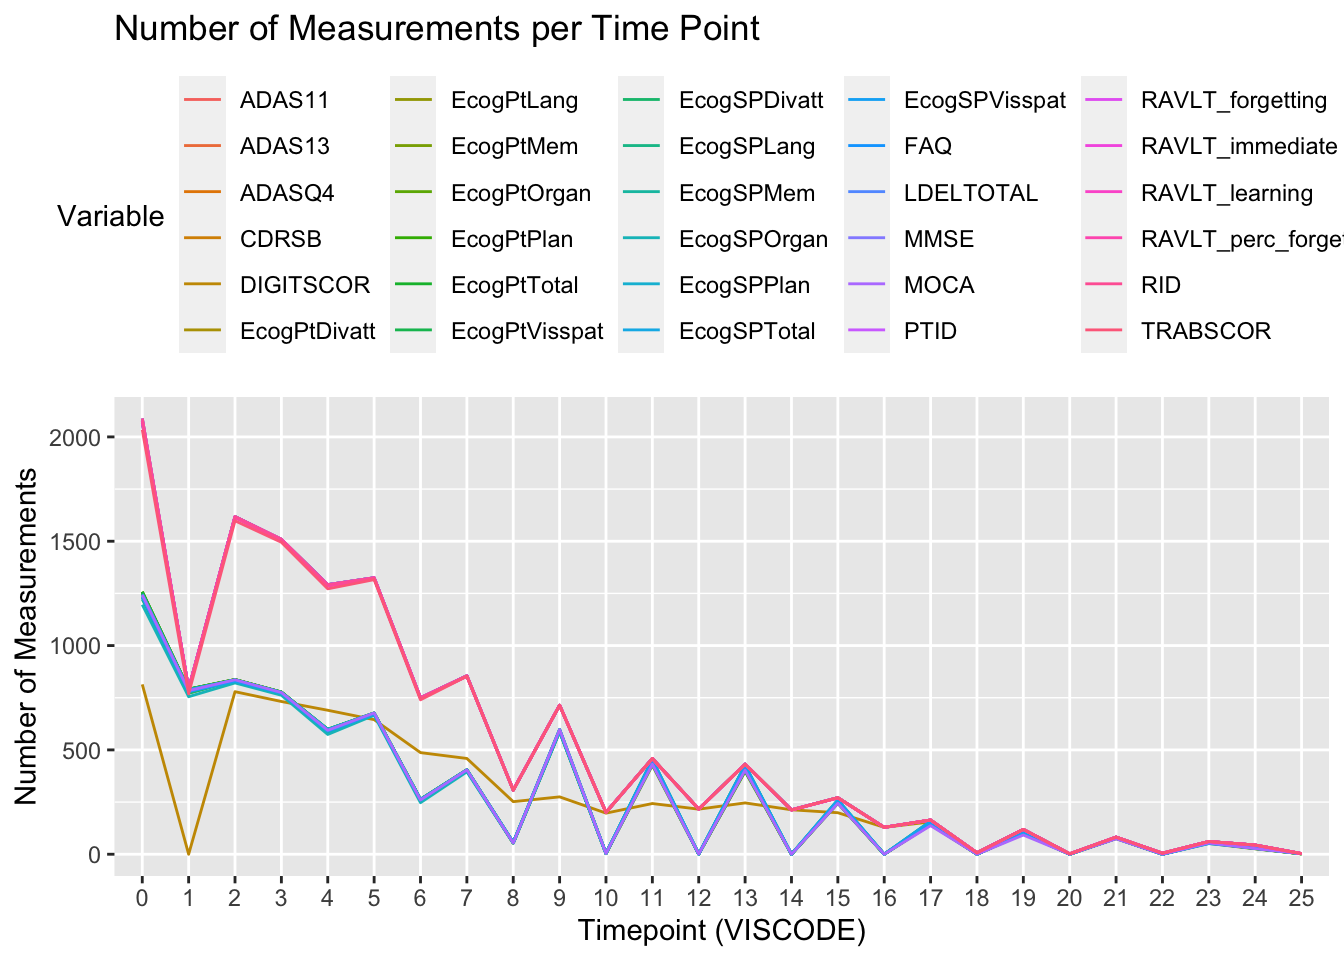 Number of Measurements per Time Point
Variable
ADAS11 EcogPtLang EcogSPDivatt EcogSPVisspat RAVLT_forgetting
ADAS13 EcogPtMem EcogSPLang FAQ RAVLT_immediate
ADASQ4 EcogPtOrgan EcogSPMem LDELTOTAL RAVLT_learning
CDRSB EcogPtPlan EcogSPOrgan MMSE RAVLT_perc_forge
DIGITSCOR EcogPtTotal EcogSPPlan MOCA RID
EcogPtDivatt EcogPtVisspat EcogSPTotal PTID TRABSCOR
Number of Measurements
2000
1500
1000
500
0
0 1 2 3 4 5 6 7 8 9 10 11 12 13 14 15 16 17 18 19 20 21 22 23 24 25
Timepoint (VISCODE)